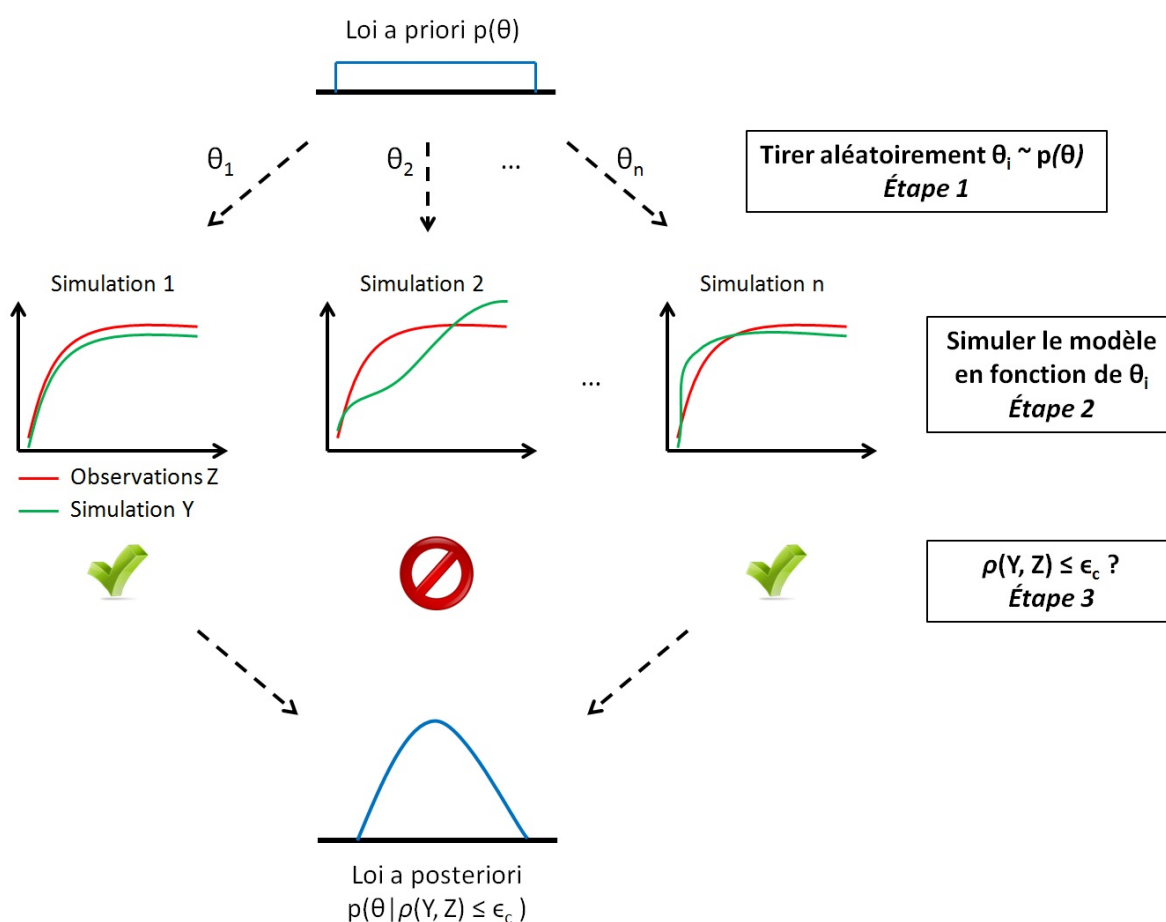 Loi a priori p(θ)
θ1
θ2
...
θn
Tirer aléatoirement θi ~ p(θ)
Étape 1
Simulation 1
Simulation 2
Simulation n
...
Simuler le modèle
en fonction de θi
Étape 2
Observations Z
Simulation Y
ρ(Y, Z) ≤ ϵc ?
Étape 3
Loi a posteriori
p(θ|ρ(Y, Z) ≤ ϵc )